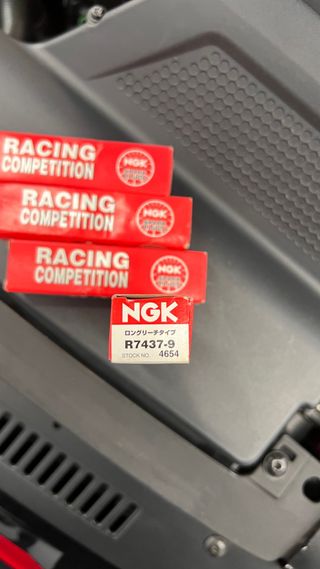 RACING
COMPETITION
NGK
RACING
COMPETITION
NGK
RACING
COMPETITION
NGK
NGK
ロングリーチタイプ
R7437-9
STOCK NO. 4654